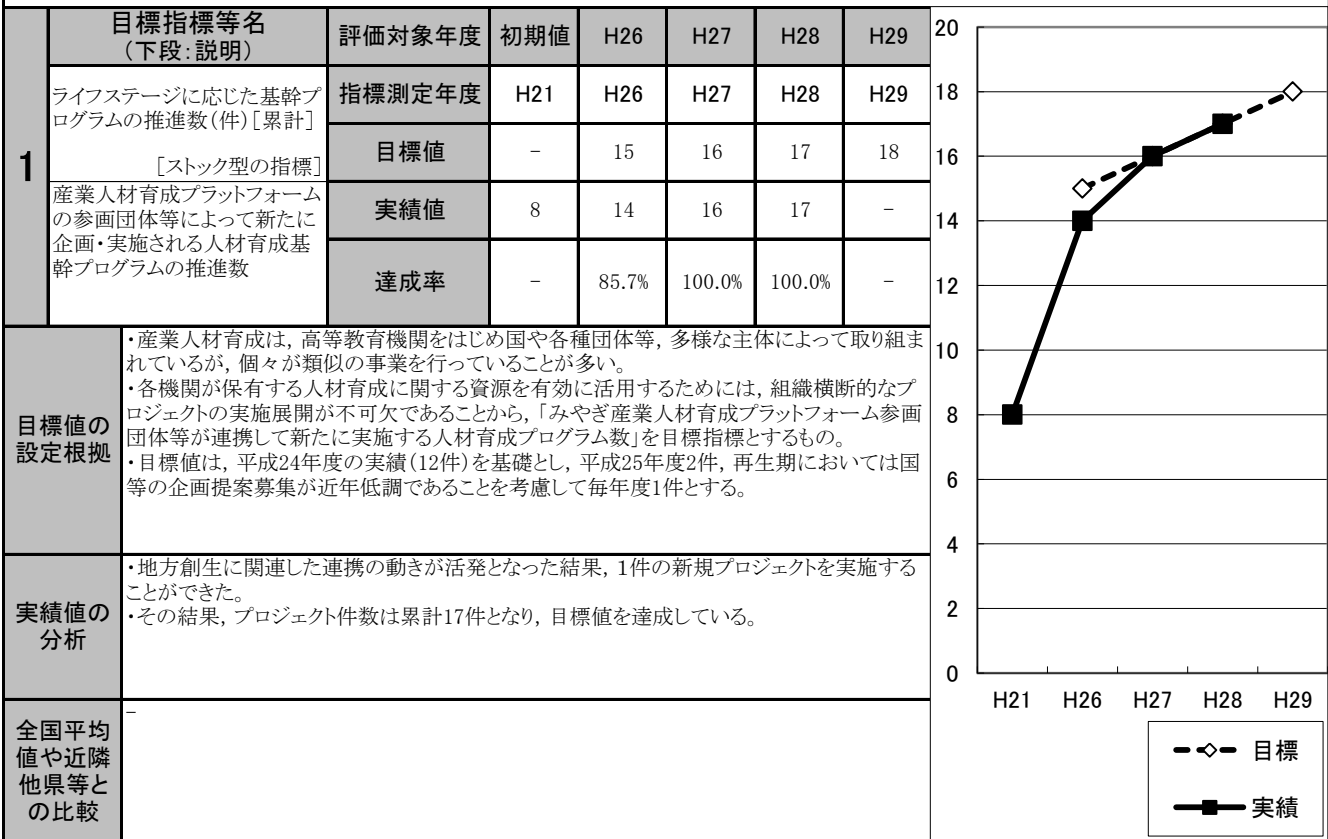 1
目標指標等名
(下段:説明)
評価対象年度 初期値 H26 H27 H28 H29
ライフステージに応じた基幹プ
ログラムの推進数(件)[累計]
[ストック型の指標]
産業人材育成プラットフォーム
の参画団体等によって新たに
企画・実施される人材育成基
幹プログラムの推進数
指標測定年度 H21 H26 H27 H28 H29
目標値 - 15 16 17 18
実績値 8 14 16 17 -
達成率 - 85.7% 100.0% 100.0% -
目標値の
設定根拠
・産業人材育成は,高等教育機関をはじめ国や各種団体等,多様な主体によって取り組ま
れているが,個々が類似の事業を行っていることが多い。
・各機関が保有する人材育成に関する資源を有効に活用するためには,組織横断的なプ
ロジェクトの実施展開が不可欠であることから,「みやぎ産業人材育成プラットフォーム参画
団体等が連携して新たに実施する人材育成プログラム数」を目標指標とするもの。
・目標値は,平成24年度の実績(12件)を基礎とし,平成25年度2件,再生期においては国
等の企画提案募集が近年低調であることを考慮して毎年度1件とする。
実績値の
分析
・地方創生に関連した連携の動きが活発となった結果,1件の新規プロジェクトを実施する
ことができた。
・その結果,プロジェクト件数は累計17件となり,目標値を達成している。
全国平均
値や近隣
他県等と
の比較
-
20
18
16
14
12
10
8
6
4
2
0
H21 H26 H27 H28 H29
目標
実績